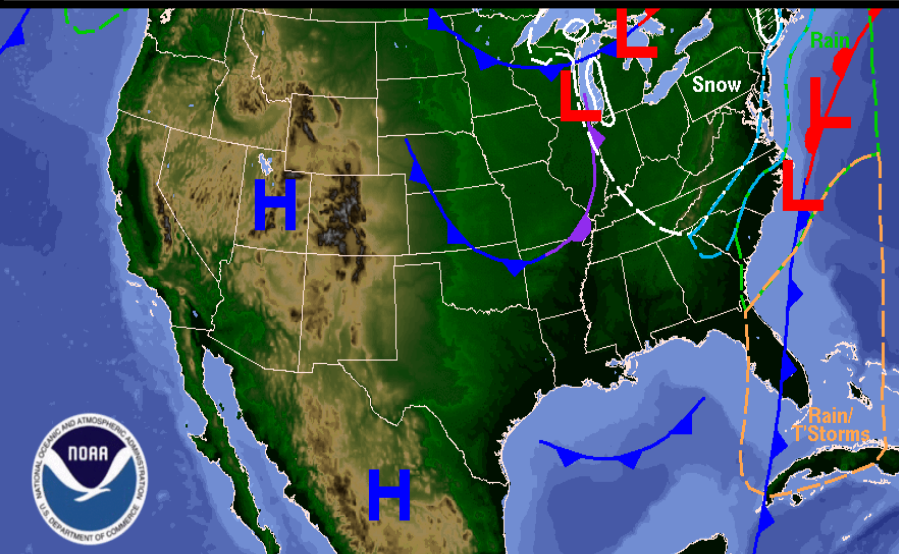 L
Rain
L
Snow
L
L
H
Rain/
T'Storms
H
NATIONAL OCEANIC AND ATMOSPHERIC ADMINISTRATION
NOAA
U.S. DEPARTMENT OF COMMERCE